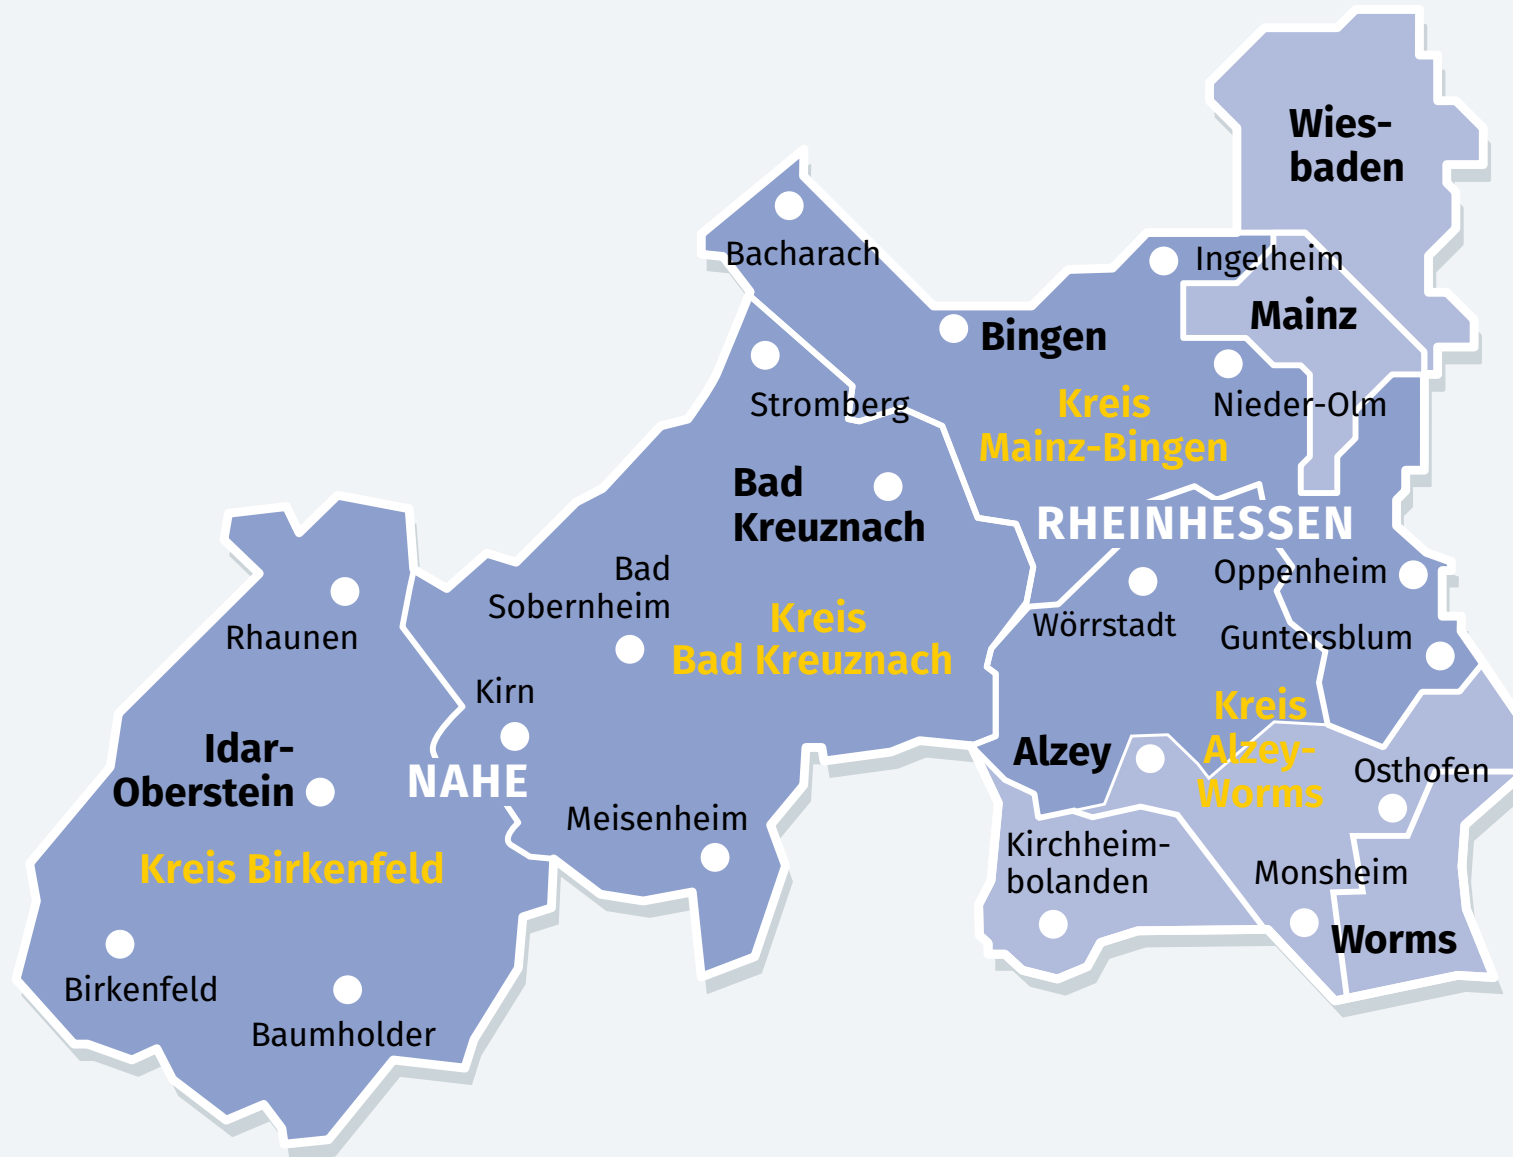 Wies-
baden
Bacharach
Ingelheim
Mainz
Bingen
Stromberg
Kreis
Mainz-Bingen
Nieder-Olm
Bad
Kreuznach
RHEINHESSEN
Bad
Sobernheim
Oppenheim
Kreis
Bad Kreuznach
Wörrstadt
Guntersblum
Rhaunen
Kirn
Kreis
Alzey-
Worms
Idar-
Oberstein
NAHE
Alzey
Osthofen
Meisenheim
Kirchheim-
bolanden
Monsheim
Kreis Birkenfeld
Worms
Birkenfeld
Baumholder